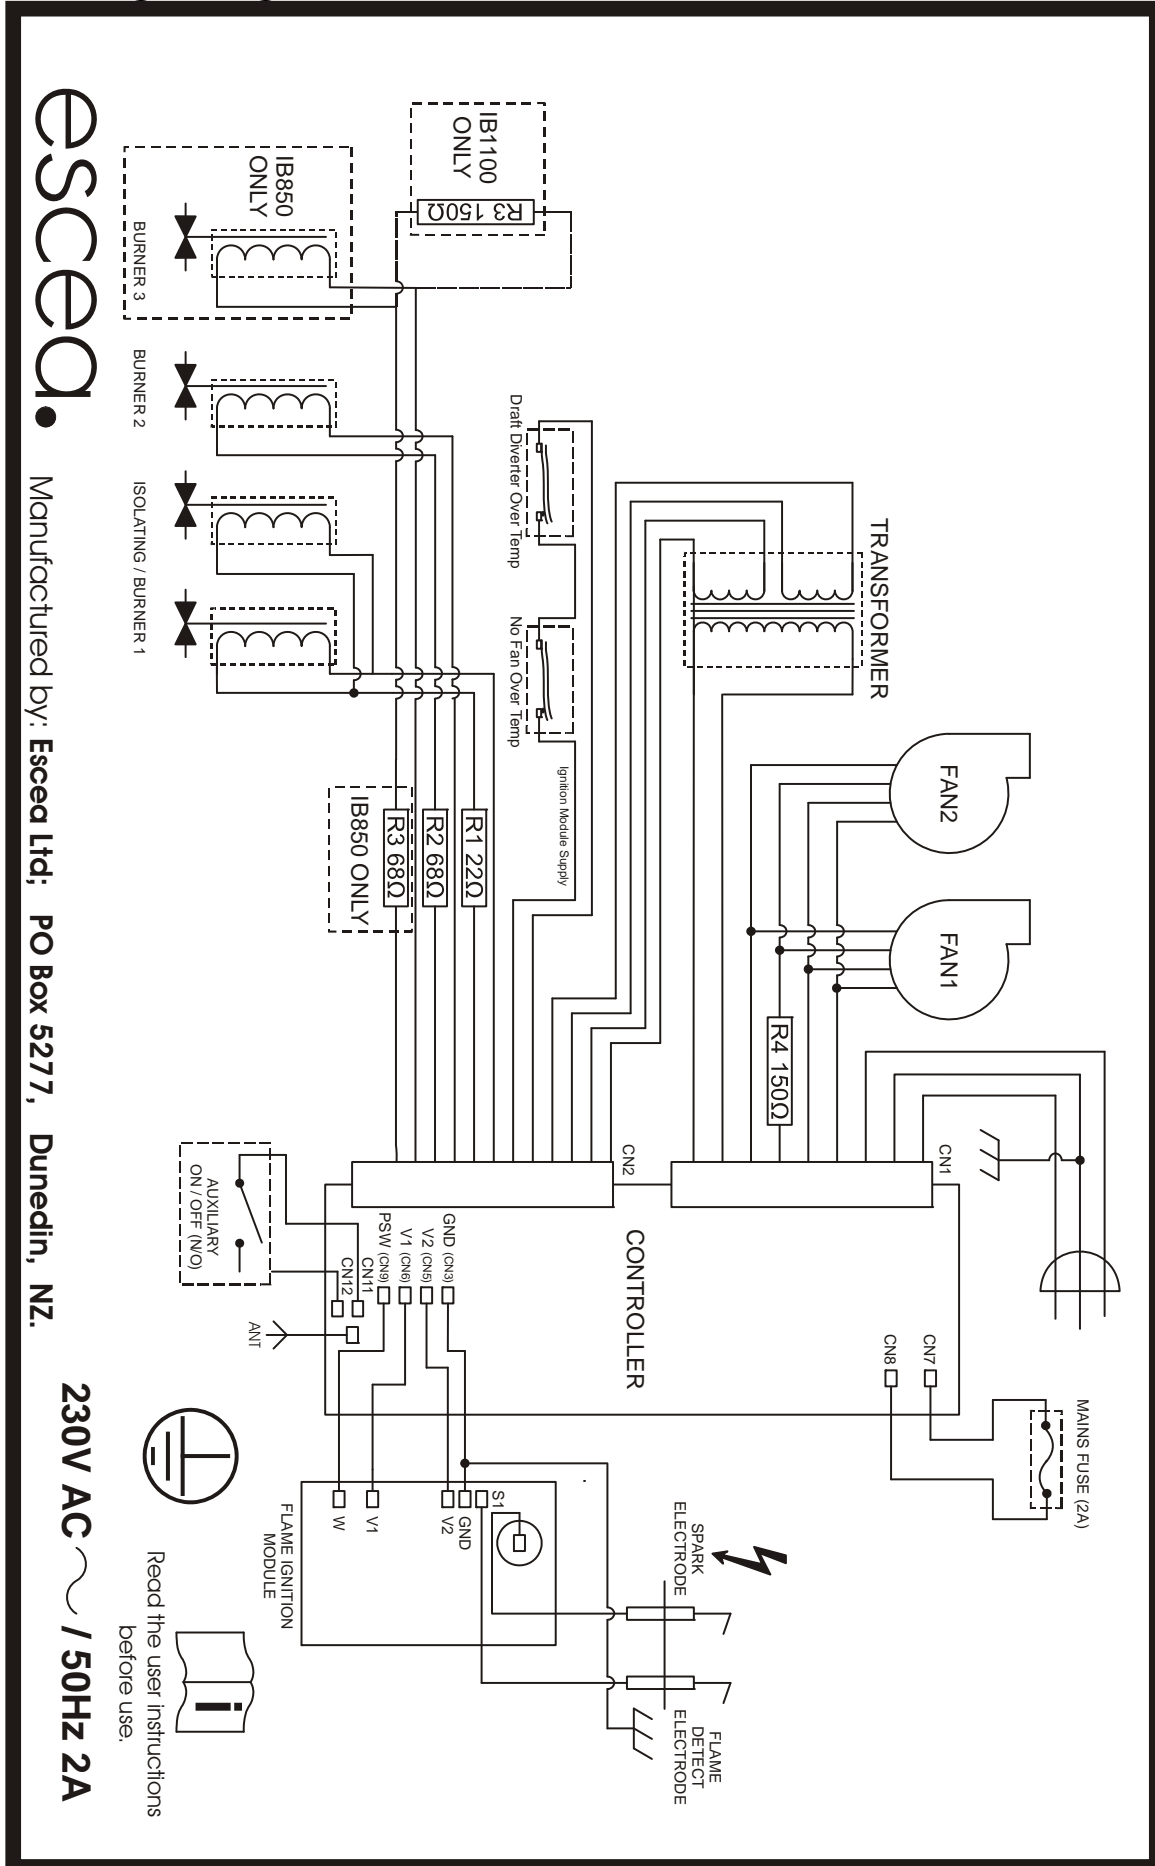 MAINS FUSE (2A)
CN1
CN7
CN8
FAN2
FAN1
R4 150Ω
TRANSFORMER
CONTROLLER
CN2
SPARK
ELECTRODE
FLAME
DETECT
ELECTRODE
Ignition Module Supply
Draft Diverter Over Temp
No Fan Over Temp
IB1100
ONLY
R3 150Ω
R1 22Ω
R2 68Ω
R3 68Ω
IB850 ONLY
GND (CN3)
V2 (CN5)
V1 (CN6)
PSW (CN9)
CN11
CN12
S1
GND
V2
V1
W
FLAME IGNITION
MODULE
IB850
ONLY
BURNER 3
BURNER 2
ISOLATING / BURNER 1
AUXILIARY
ON / OFF (N/O)
ANT
i
Read the user instructions
before use.
escea.
Manufactured by: Escea Ltd; PO Box 5277, Dunedin, NZ.
230V AC ~ / 50Hz 2A